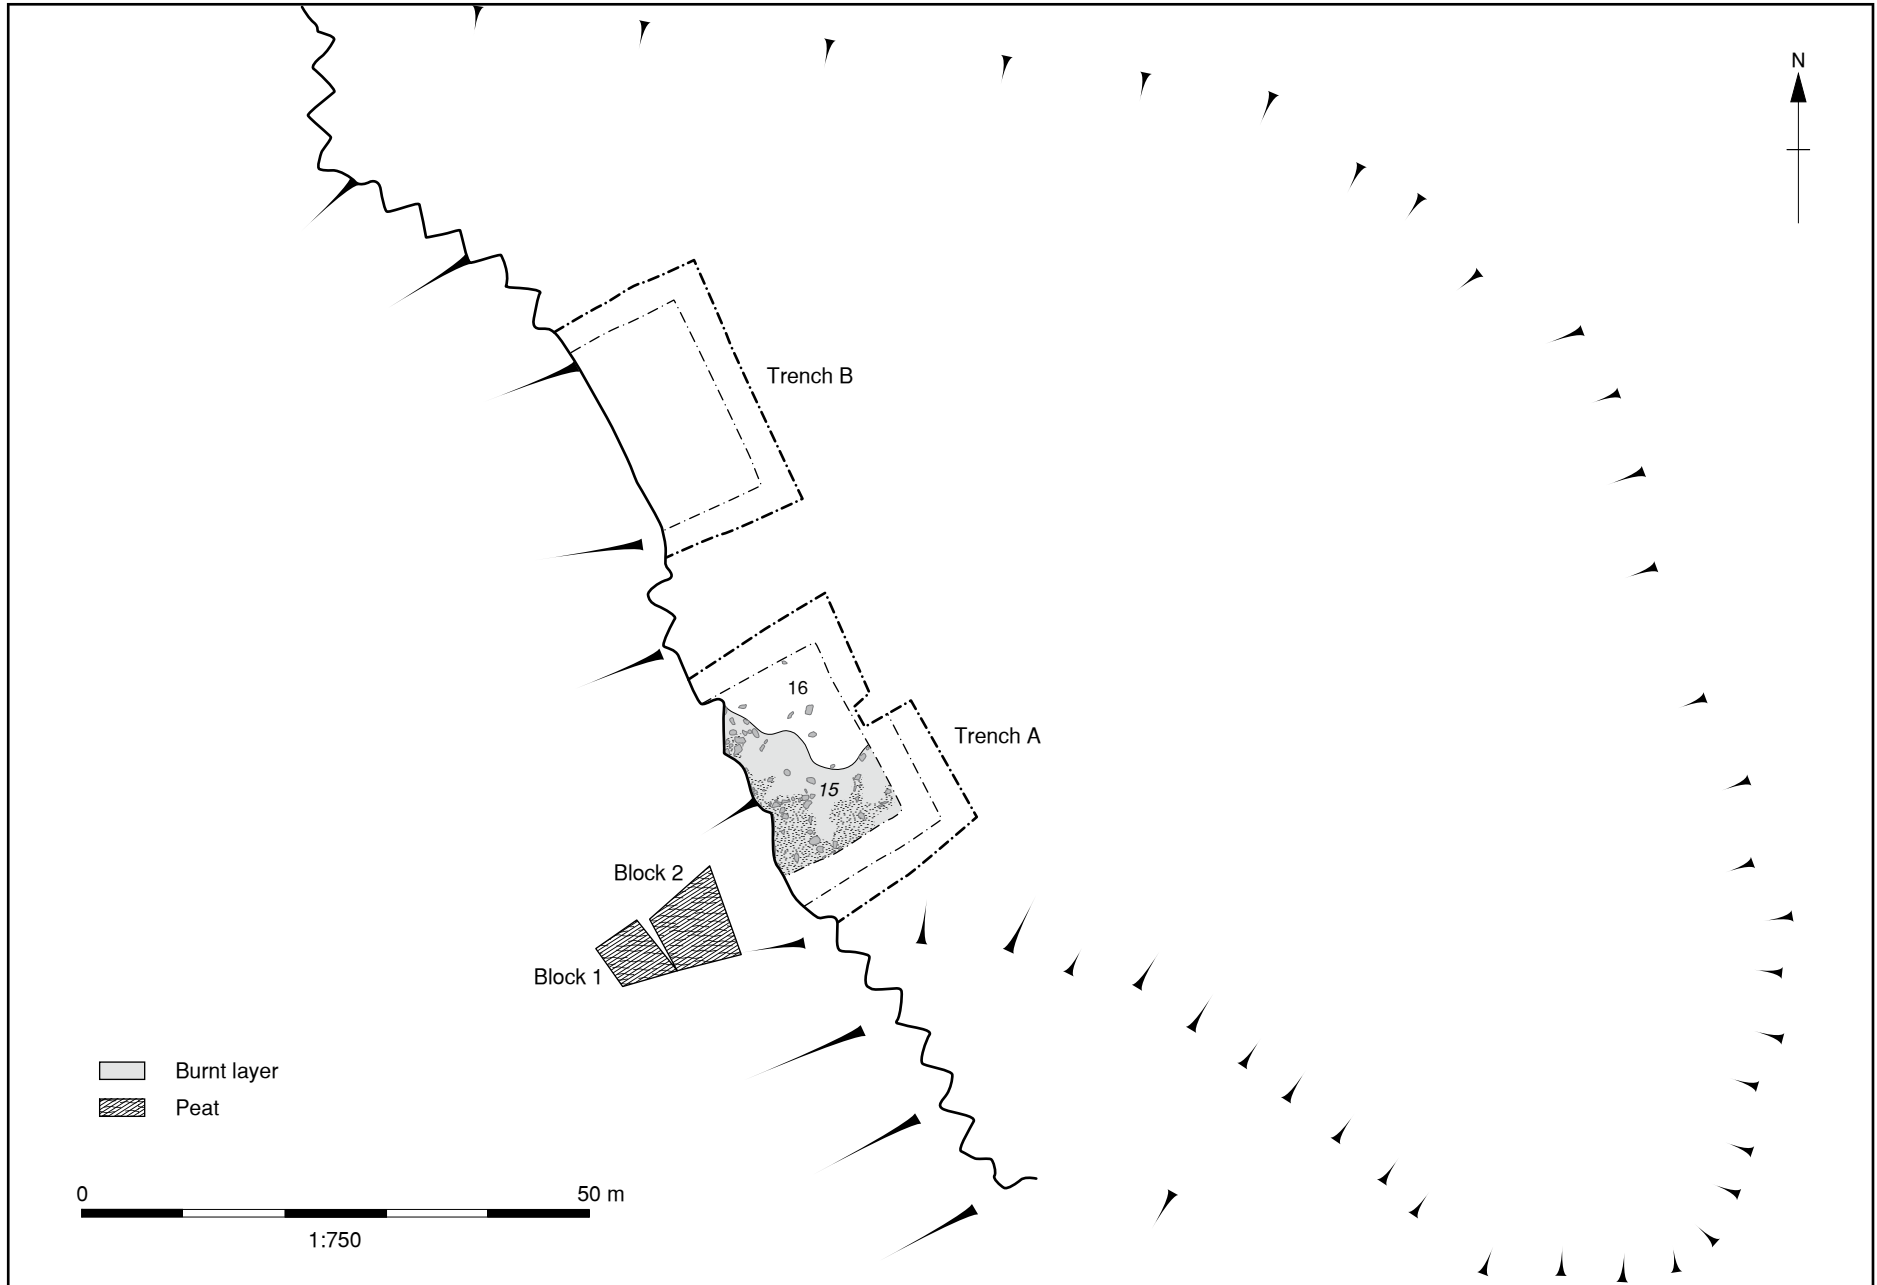 N
Trench B
16
Trench A
15
Block 2
Block 1
Burnt layer
Peat
0 50 m
1:750